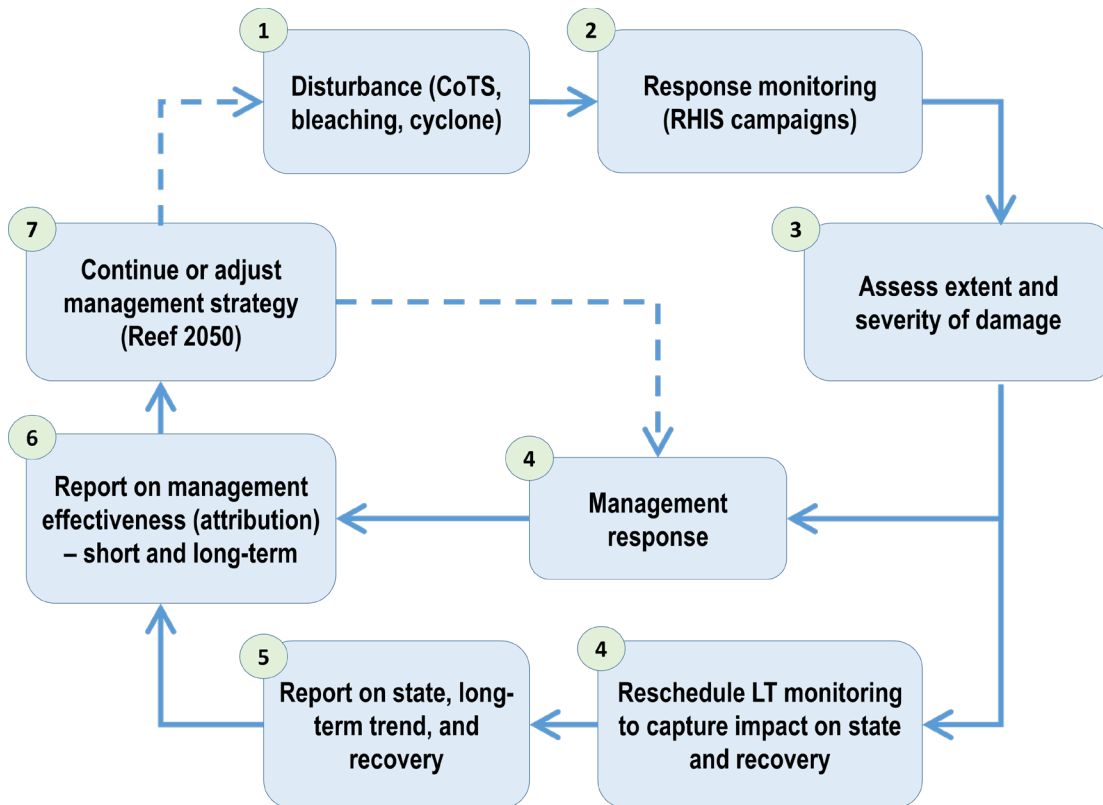 1
Disturbance (CoTS,
bleaching, cyclone)
2
Response monitoring
(RHIS campaigns)
3
Assess extent and
severity of damage
4
Management
response
4
Reschedule LT monitoring
to capture impact on state
and recovery
5
Report on state, long-
term trend, and
recovery
6
Report on management
effectiveness (attribution)
– short and long-term
7
Continue or adjust
management strategy
(Reef 2050)